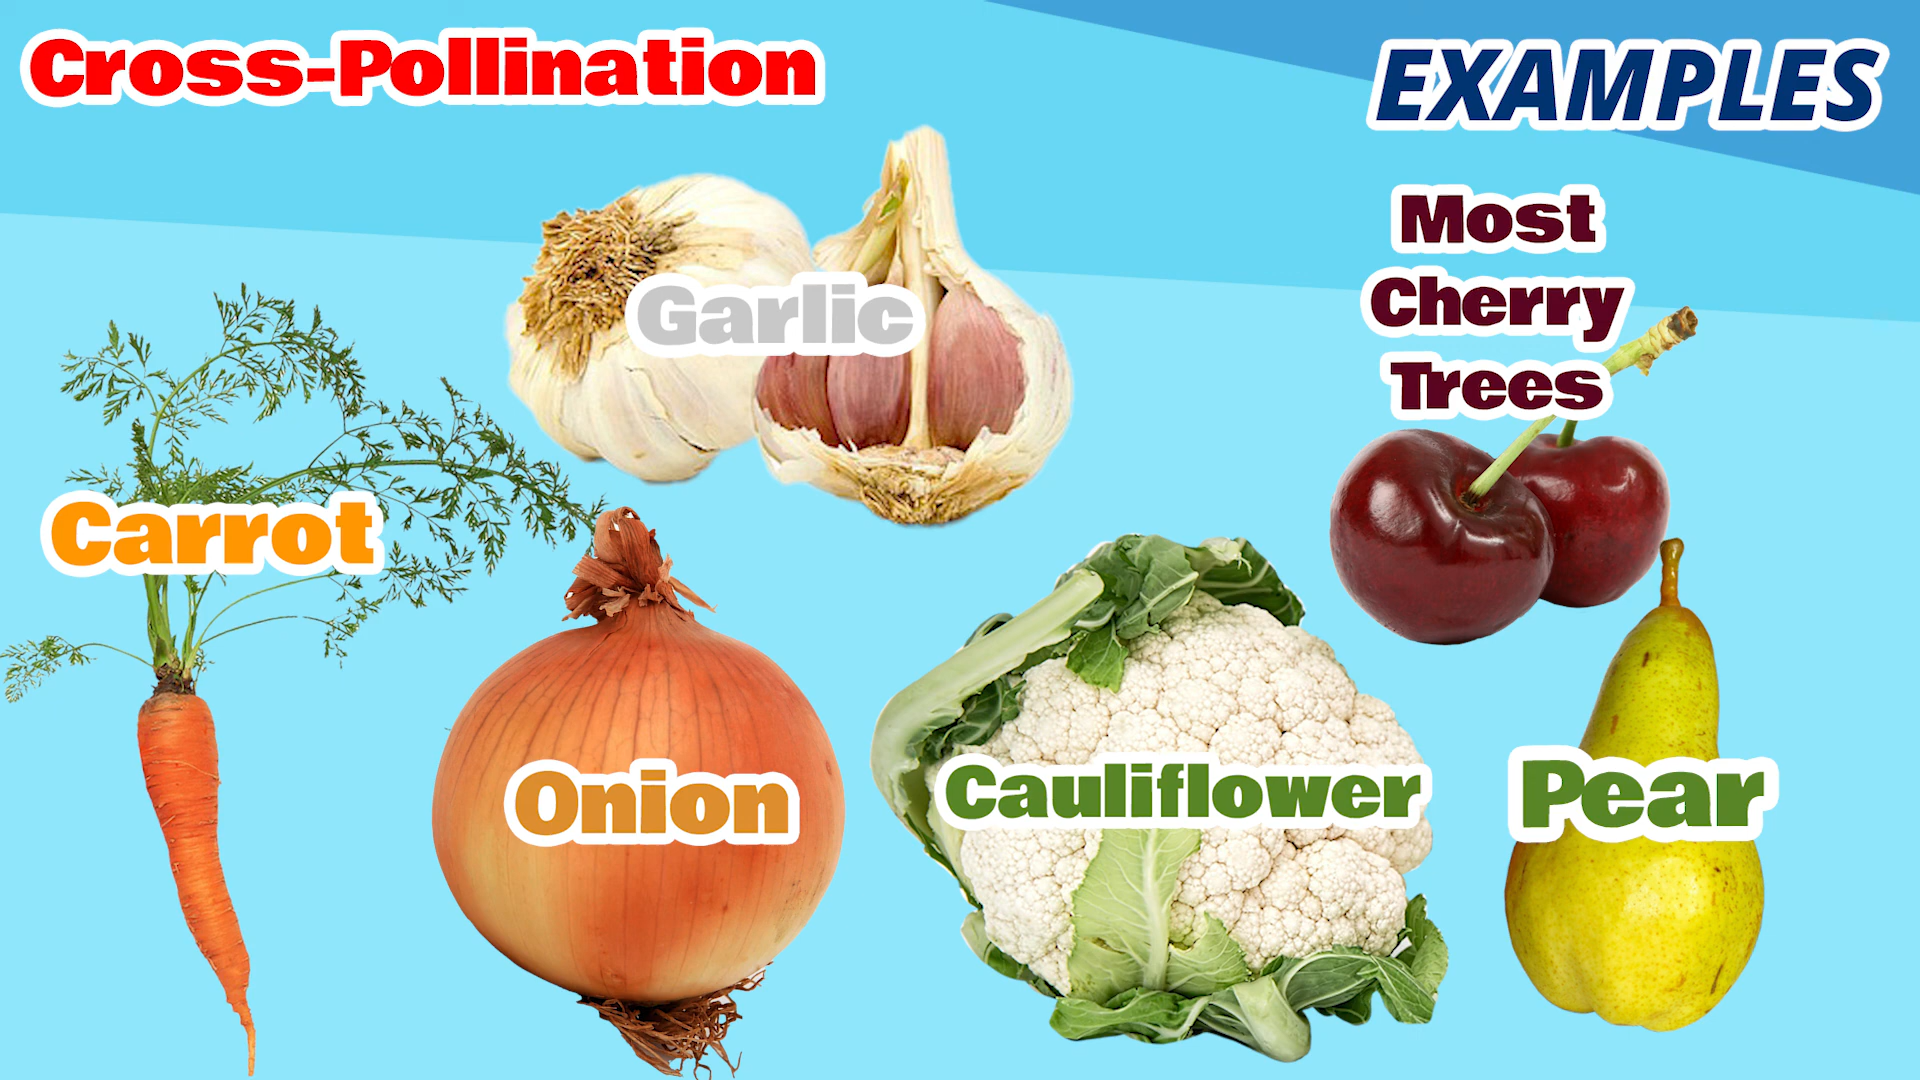 Cross-Pollination
EXAMPLES
Most
Cherry
Trees
Garlic
Carrot
Onion
Cauliflower
Pear